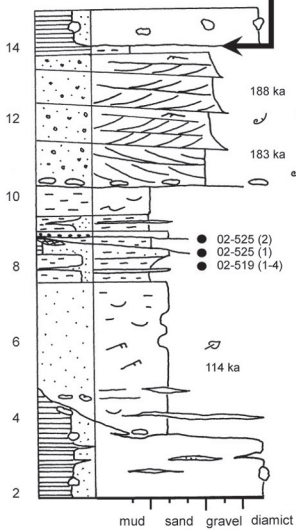 14
188 ka
12
183 ka
10
02-525 (2)
02-525 (1)
8
02-519 (1-4)
6
114 ka
4
2
mud sand gravel diamict